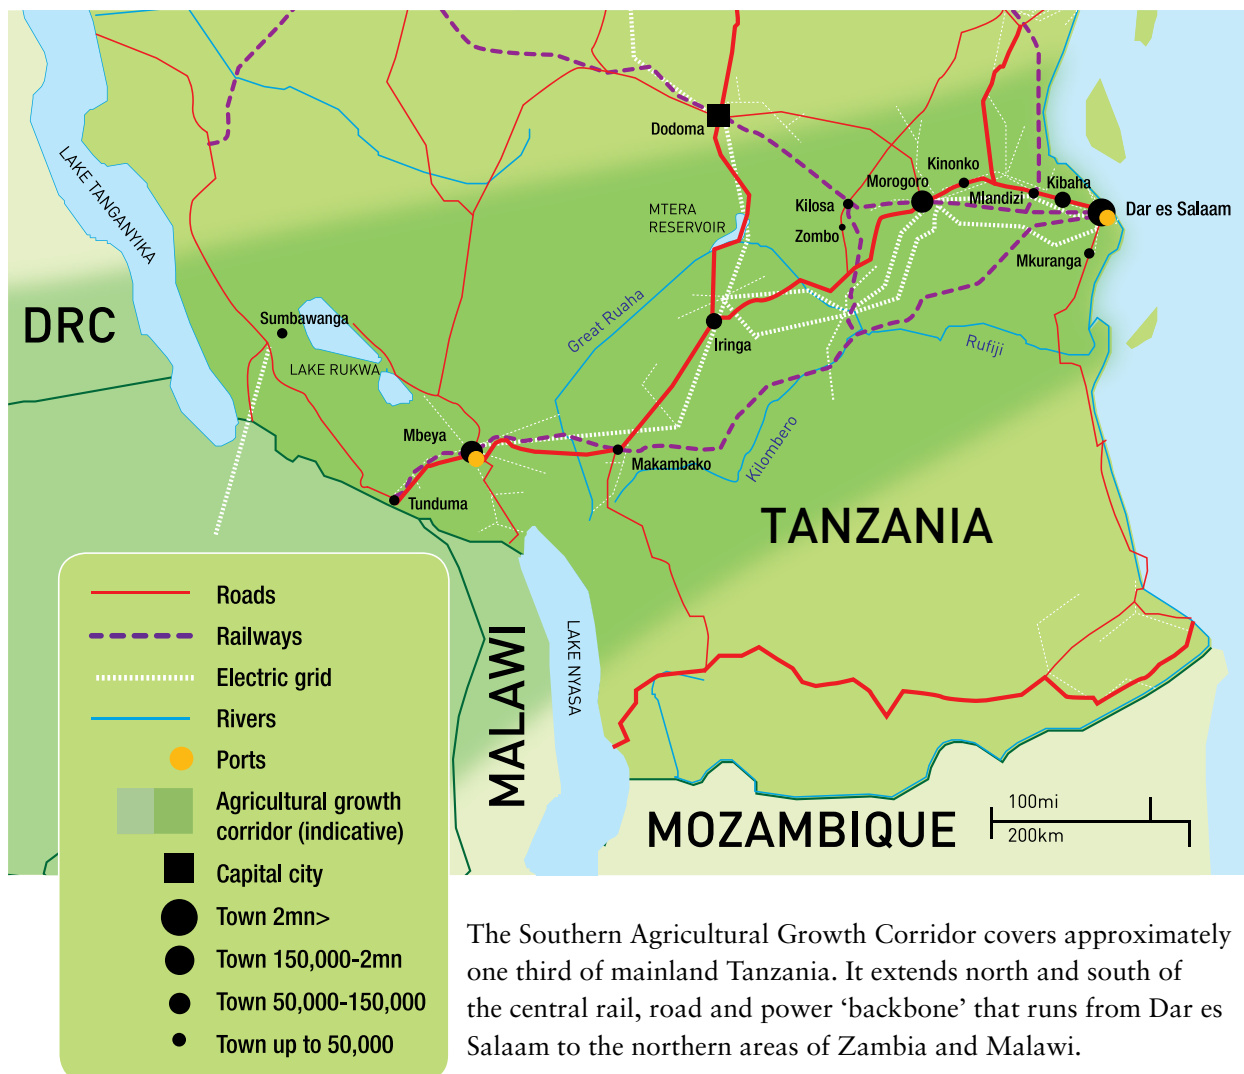 Dodoma
LAKE TANGANYIKA
Kinonko
Morogoro
Kibaha
Mlandizi
Kilosa
Dar es Salaam
MTERA
RESERVOIR
Zombo
Mkuranga
DRC
Sumbawanga
Great Ruaha
Iringa
Rufiji
LAKE RUKWA
Mbeya
Makambako
Kilombero
Tunduma
TANZANIA
MALAWI
LAKE NYASA
MOZAMBIQUE
100mi
200km
Roads
Railways
Electric grid
Rivers
Ports
Agricultural growth
corridor (indicative)
Capital city
Town 2mn>
Town 150,000-2mn
Town 50,000-150,000
Town up to 50,000
The Southern Agricultural Growth Corridor covers approximately
one third of mainland Tanzania. It extends north and south of
the central rail, road and power ‘backbone’ that runs from Dar es
Salaam to the northern areas of Zambia and Malawi.